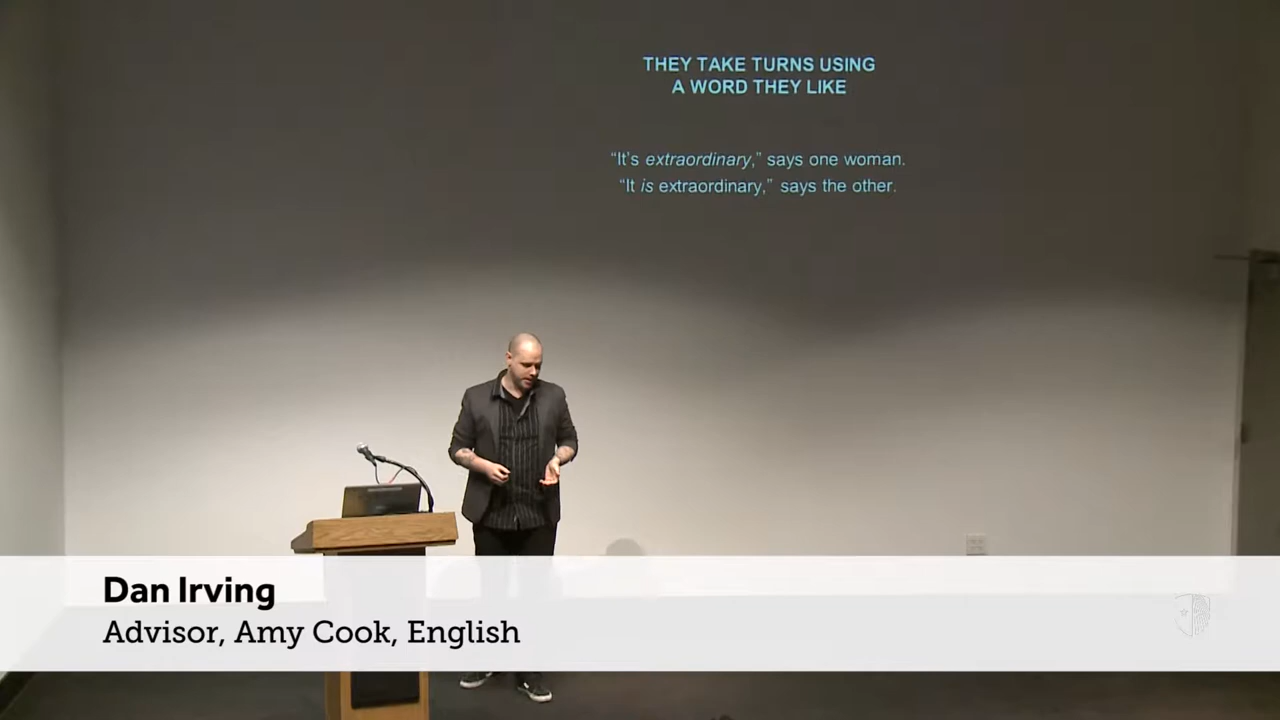 THEY TAKE TURNS USING
A WORD THEY LIKE
“It’s extraordinary,” says one woman.
“It is extraordinary,” says the other.
Dan Irving
Advisor, Amy Cook, English